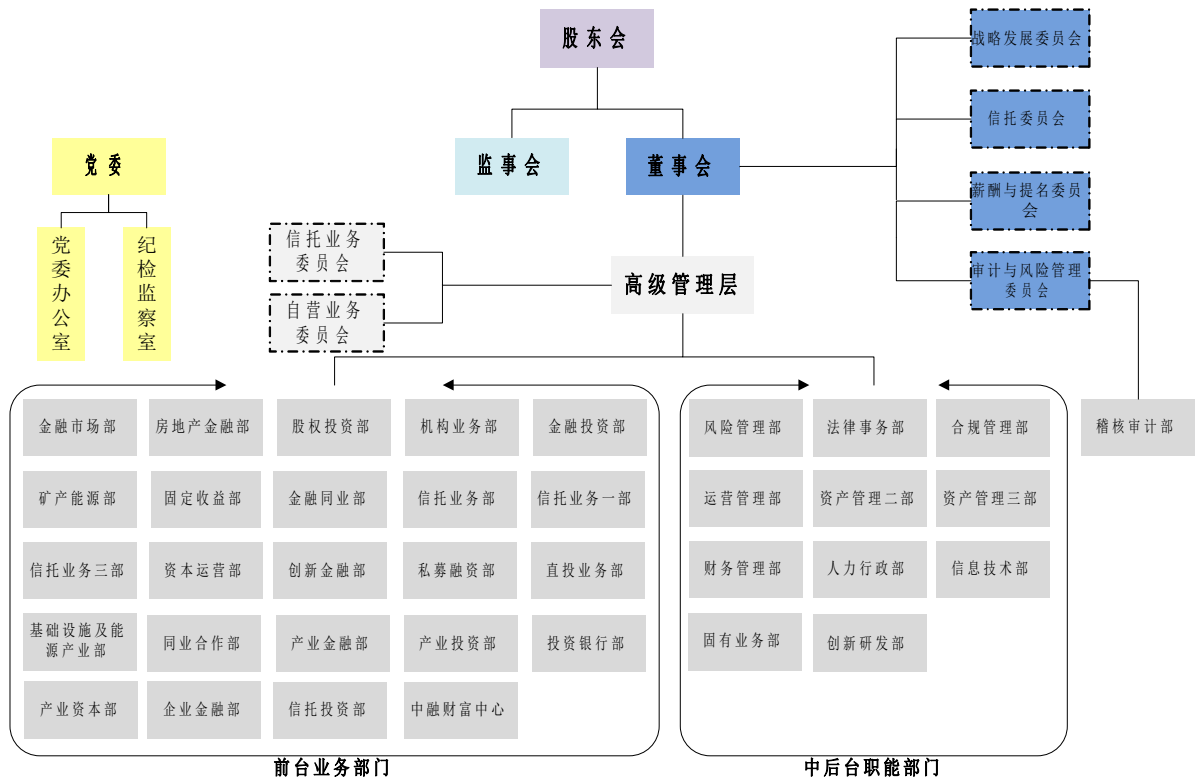 股东会
监事会
董事会
战略发展委员会
信托委员会
薪酬与提名委员
会
审计与风险管理
委员会
党委
党委办公室
纪检监察室
信托业务
委员会
自营业务
委员会
高级管理层
金融市场部
房地产金融部
股权投资部
机构业务部
金融投资部
矿产能源部
固定收益部
金融同业部
信托业务部
信托业务一部
信托业务三部
资本运营部
创新金融部
私募融资部
直投业务部
基础设施及能
源产业部
同业合作部
产业金融部
产业投资部
投资银行部
产业资本部
企业金融部
信托投资部
中融财富中心
前台业务部门
风险管理部
法律事务部
合规管理部
运营管理部
资产管理二部
资产管理三部
财务管理部
人力行政部
信息技术部
固有业务部
创新研发部
中后台职能部门
稽核审计部